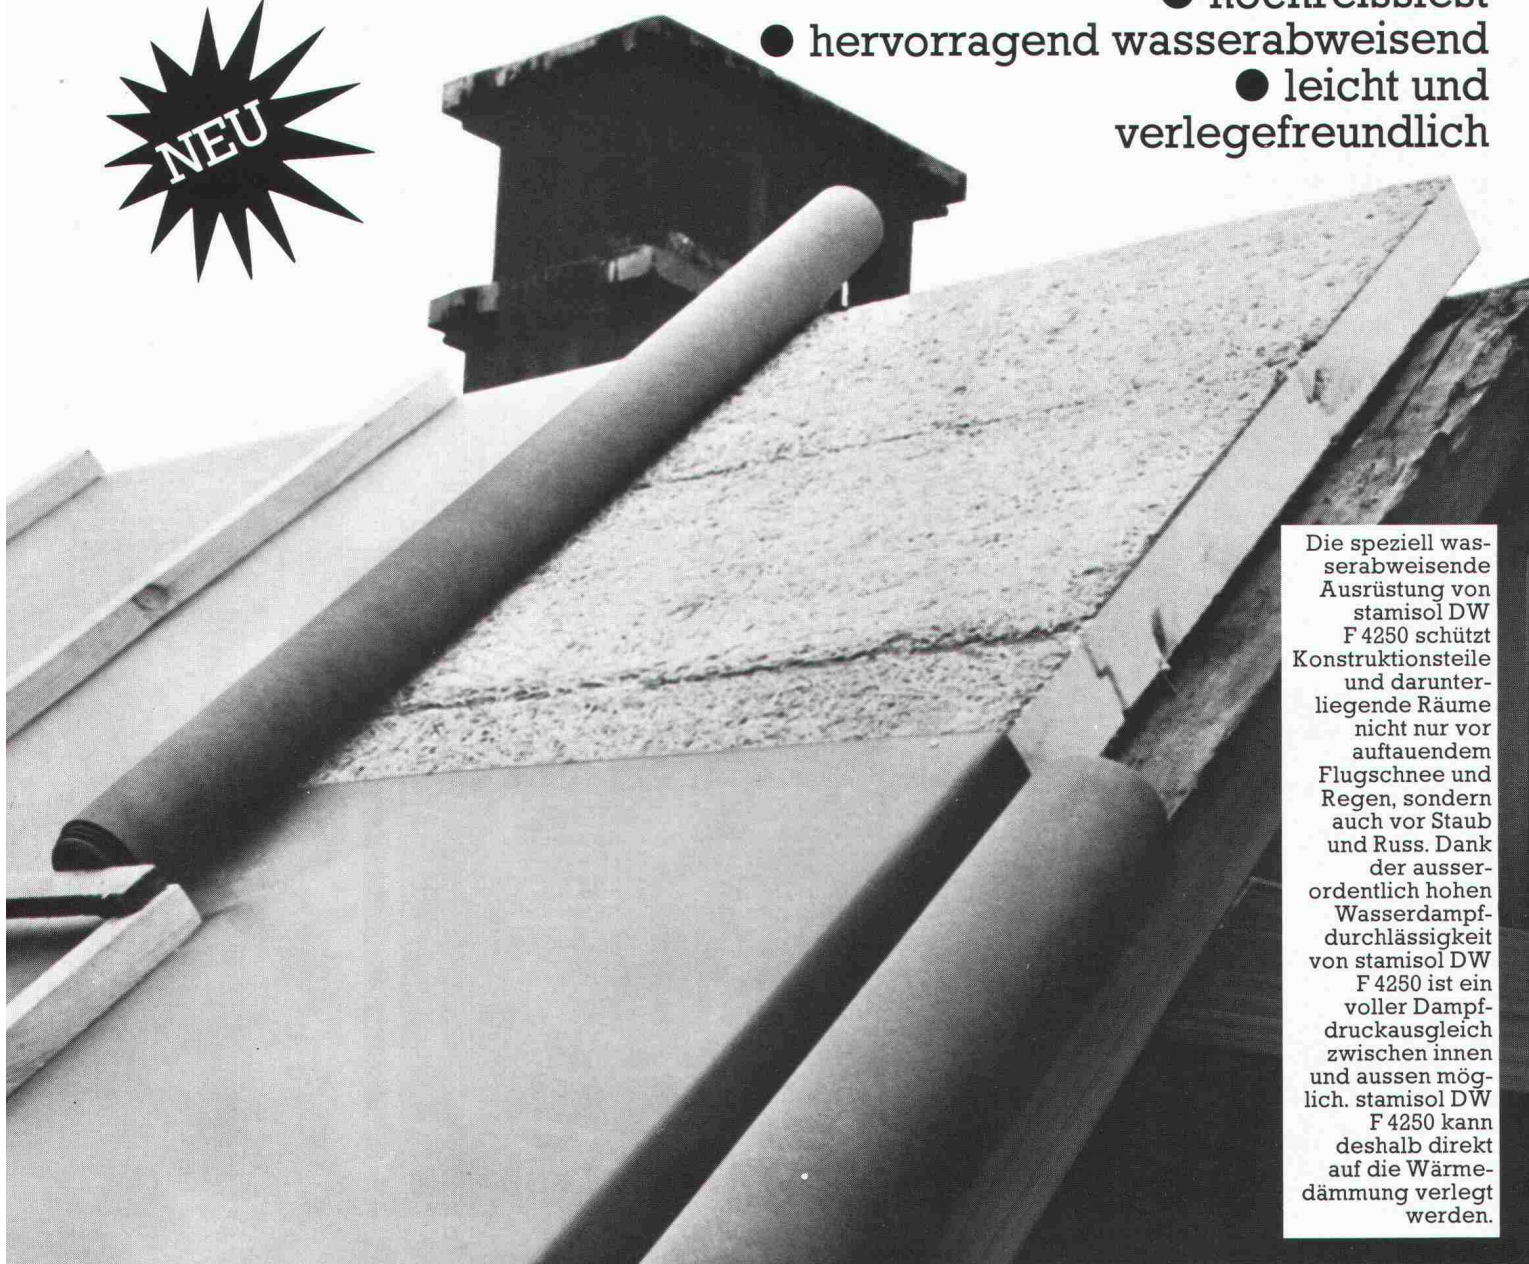 NEU
● hochreissfest
● hervorragend wasserabweisend
● leicht und
verlegefreundlich
Die speziell was-
serabweisende
Ausrüstung von
stamisol DW
F 4250 schützt
Konstruktionsteile
und darunter-
liegende Räume
nicht nur vor
auftauendem
Flugschnee und
Regen, sondern
auch vor Staub
und Russ. Dank
der ausser-
ordentlich hohen
Wasserdampf-
durchlässigkeit
von stamisol DW
F 4250 ist ein
voller Dampf-
druckausgleich
zwischen innen
und aussen mög-
lich. stamisol DW
F 4250 kann
deshalb direkt
auf die Wärme-
dämmung verlegt
werden.